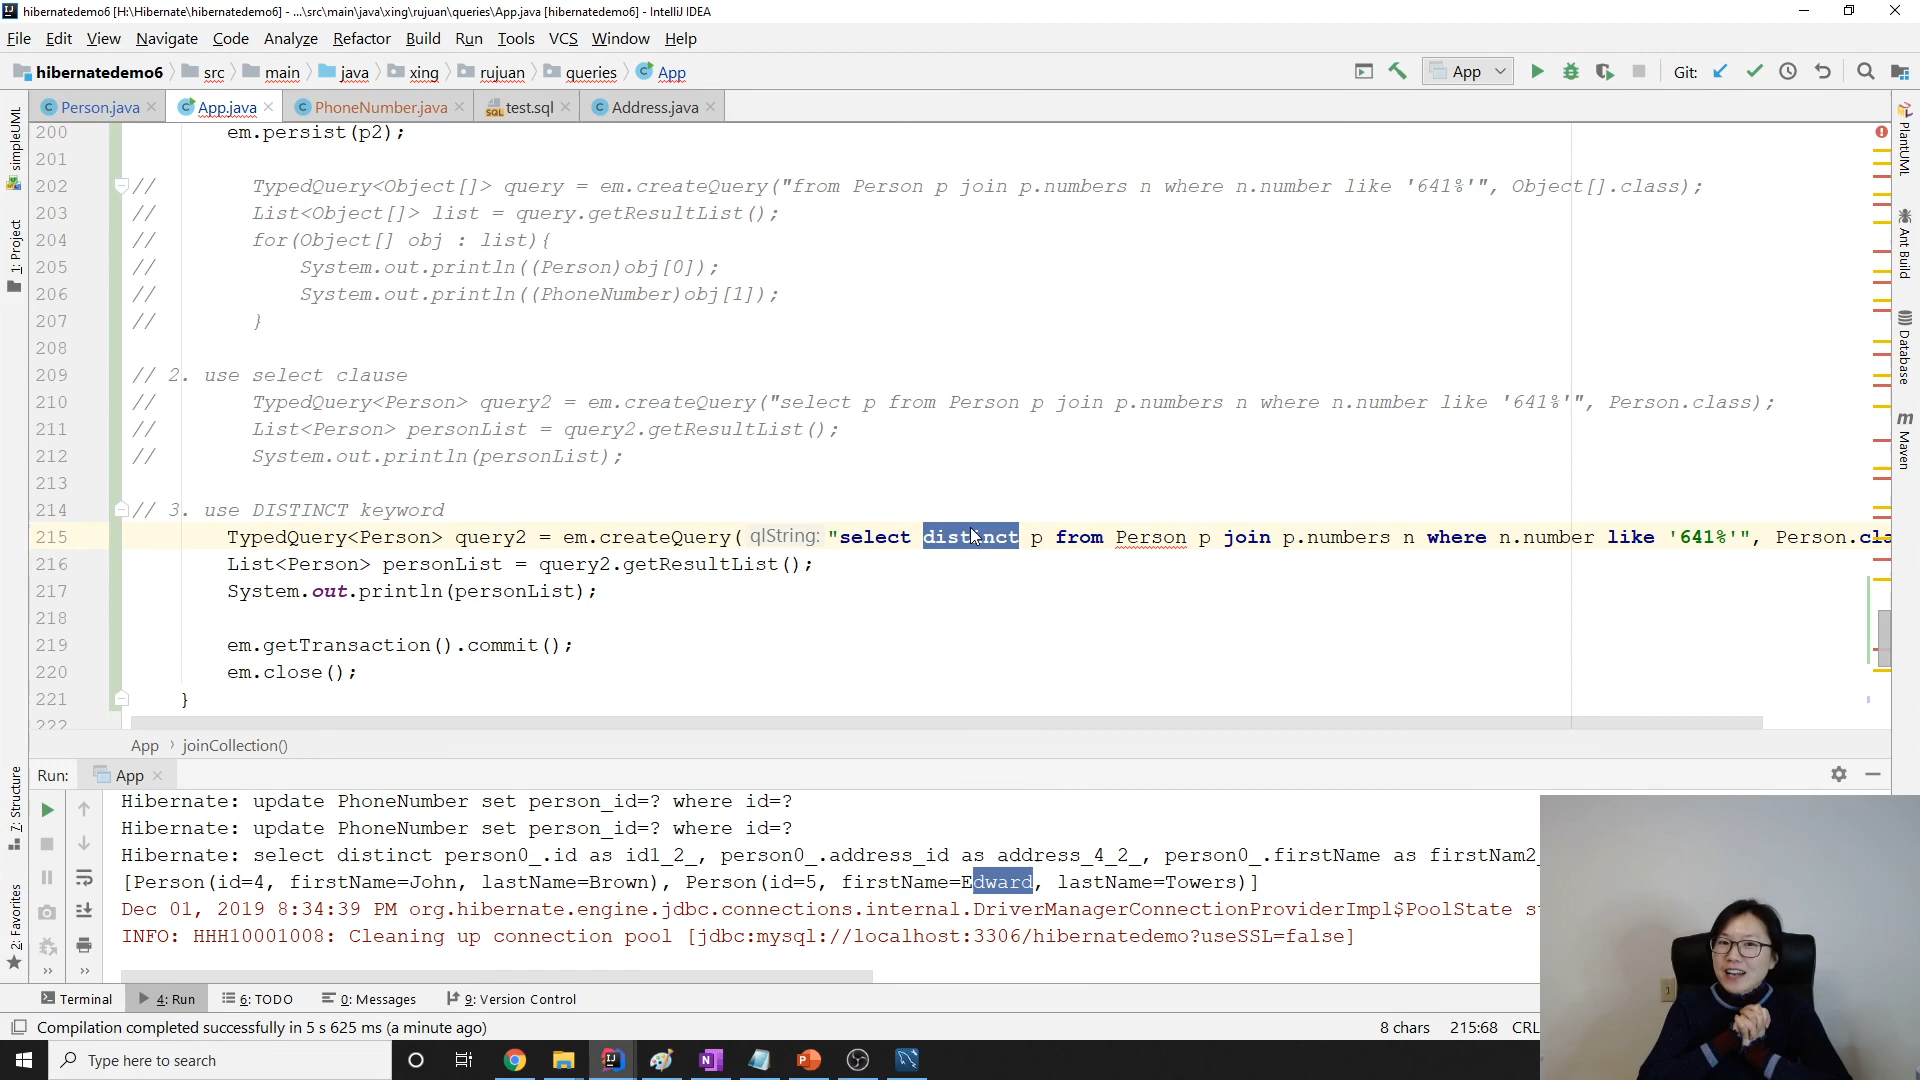 hibernatedemo6 [H:\Hibernate\hibernatedemo6] - ...\src\main\java\xing\rujuan\queries\App.java [hibernatedemo6] - IntelliJ IDEA
File Edit View Navigate Code Analyze Refactor Build Run Tools VCS Window Help
hibernatedemo6 src main java xing rujuan queries App App Git:
Person.java App.java PhoneNumber.java test.sql Address.java
200 em.persist(p2);
201
202 // TypedQuery<Object[]> query = em.createQuery("from Person p join p.numbers n where n.number like '641%'", Object[].class);
203 // List<Object[]> list = query.getResultList();
204 // for(Object[] obj : list){
205 // System.out.println((Person)obj[0]);
206 // System.out.println((PhoneNumber)obj[1]);
207 // }
208
209 // 2. use select clause
210 // TypedQuery<Person> query2 = em.createQuery("select p from Person p join p.numbers n where n.number like '641%'", Person.class);
211 // List<Person> personList = query2.getResultList();
212 // System.out.println(personList);
213
214 // 3. use DISTINCT keyword
215 TypedQuery<Person> query2 = em.createQuery( qlString: "select distinct p from Person p join p.numbers n where n.number like '641%'", Person.cla
216 List<Person> personList = query2.getResultList();
217 System.out.println(personList);
218
219 em.getTransaction().commit();
220 em.close();
221 }
222
App joinCollection()
Run: App
Hibernate: update PhoneNumber set person_id=? where id=?
Hibernate: update PhoneNumber set person_id=? where id=?
Hibernate: select distinct person0_.id as id1_2_, person0_.address_id as address_4_2_, person0_.firstName as firstNam2_
[Person(id=4, firstName=John, lastName=Brown), Person(id=5, firstName=Edward, lastName=Towers)]
Dec 01, 2019 8:34:39 PM org.hibernate.engine.jdbc.connections.internal.DriverManagerConnectionProviderImpl$PoolState st
INFO: HHH10001008: Cleaning up connection pool [jdbc:mysql://localhost:3306/hibernatedemo?useSSL=false]
Terminal 4: Run 6: TODO 0: Messages 9: Version Control
Compilation completed successfully in 5 s 625 ms (a minute ago) 8 chars 215:68 CRL
Type here to search
simpleUML
1: Project
7: Structure
2: Favorites
PlantUML
Ant Build
Database
Maven